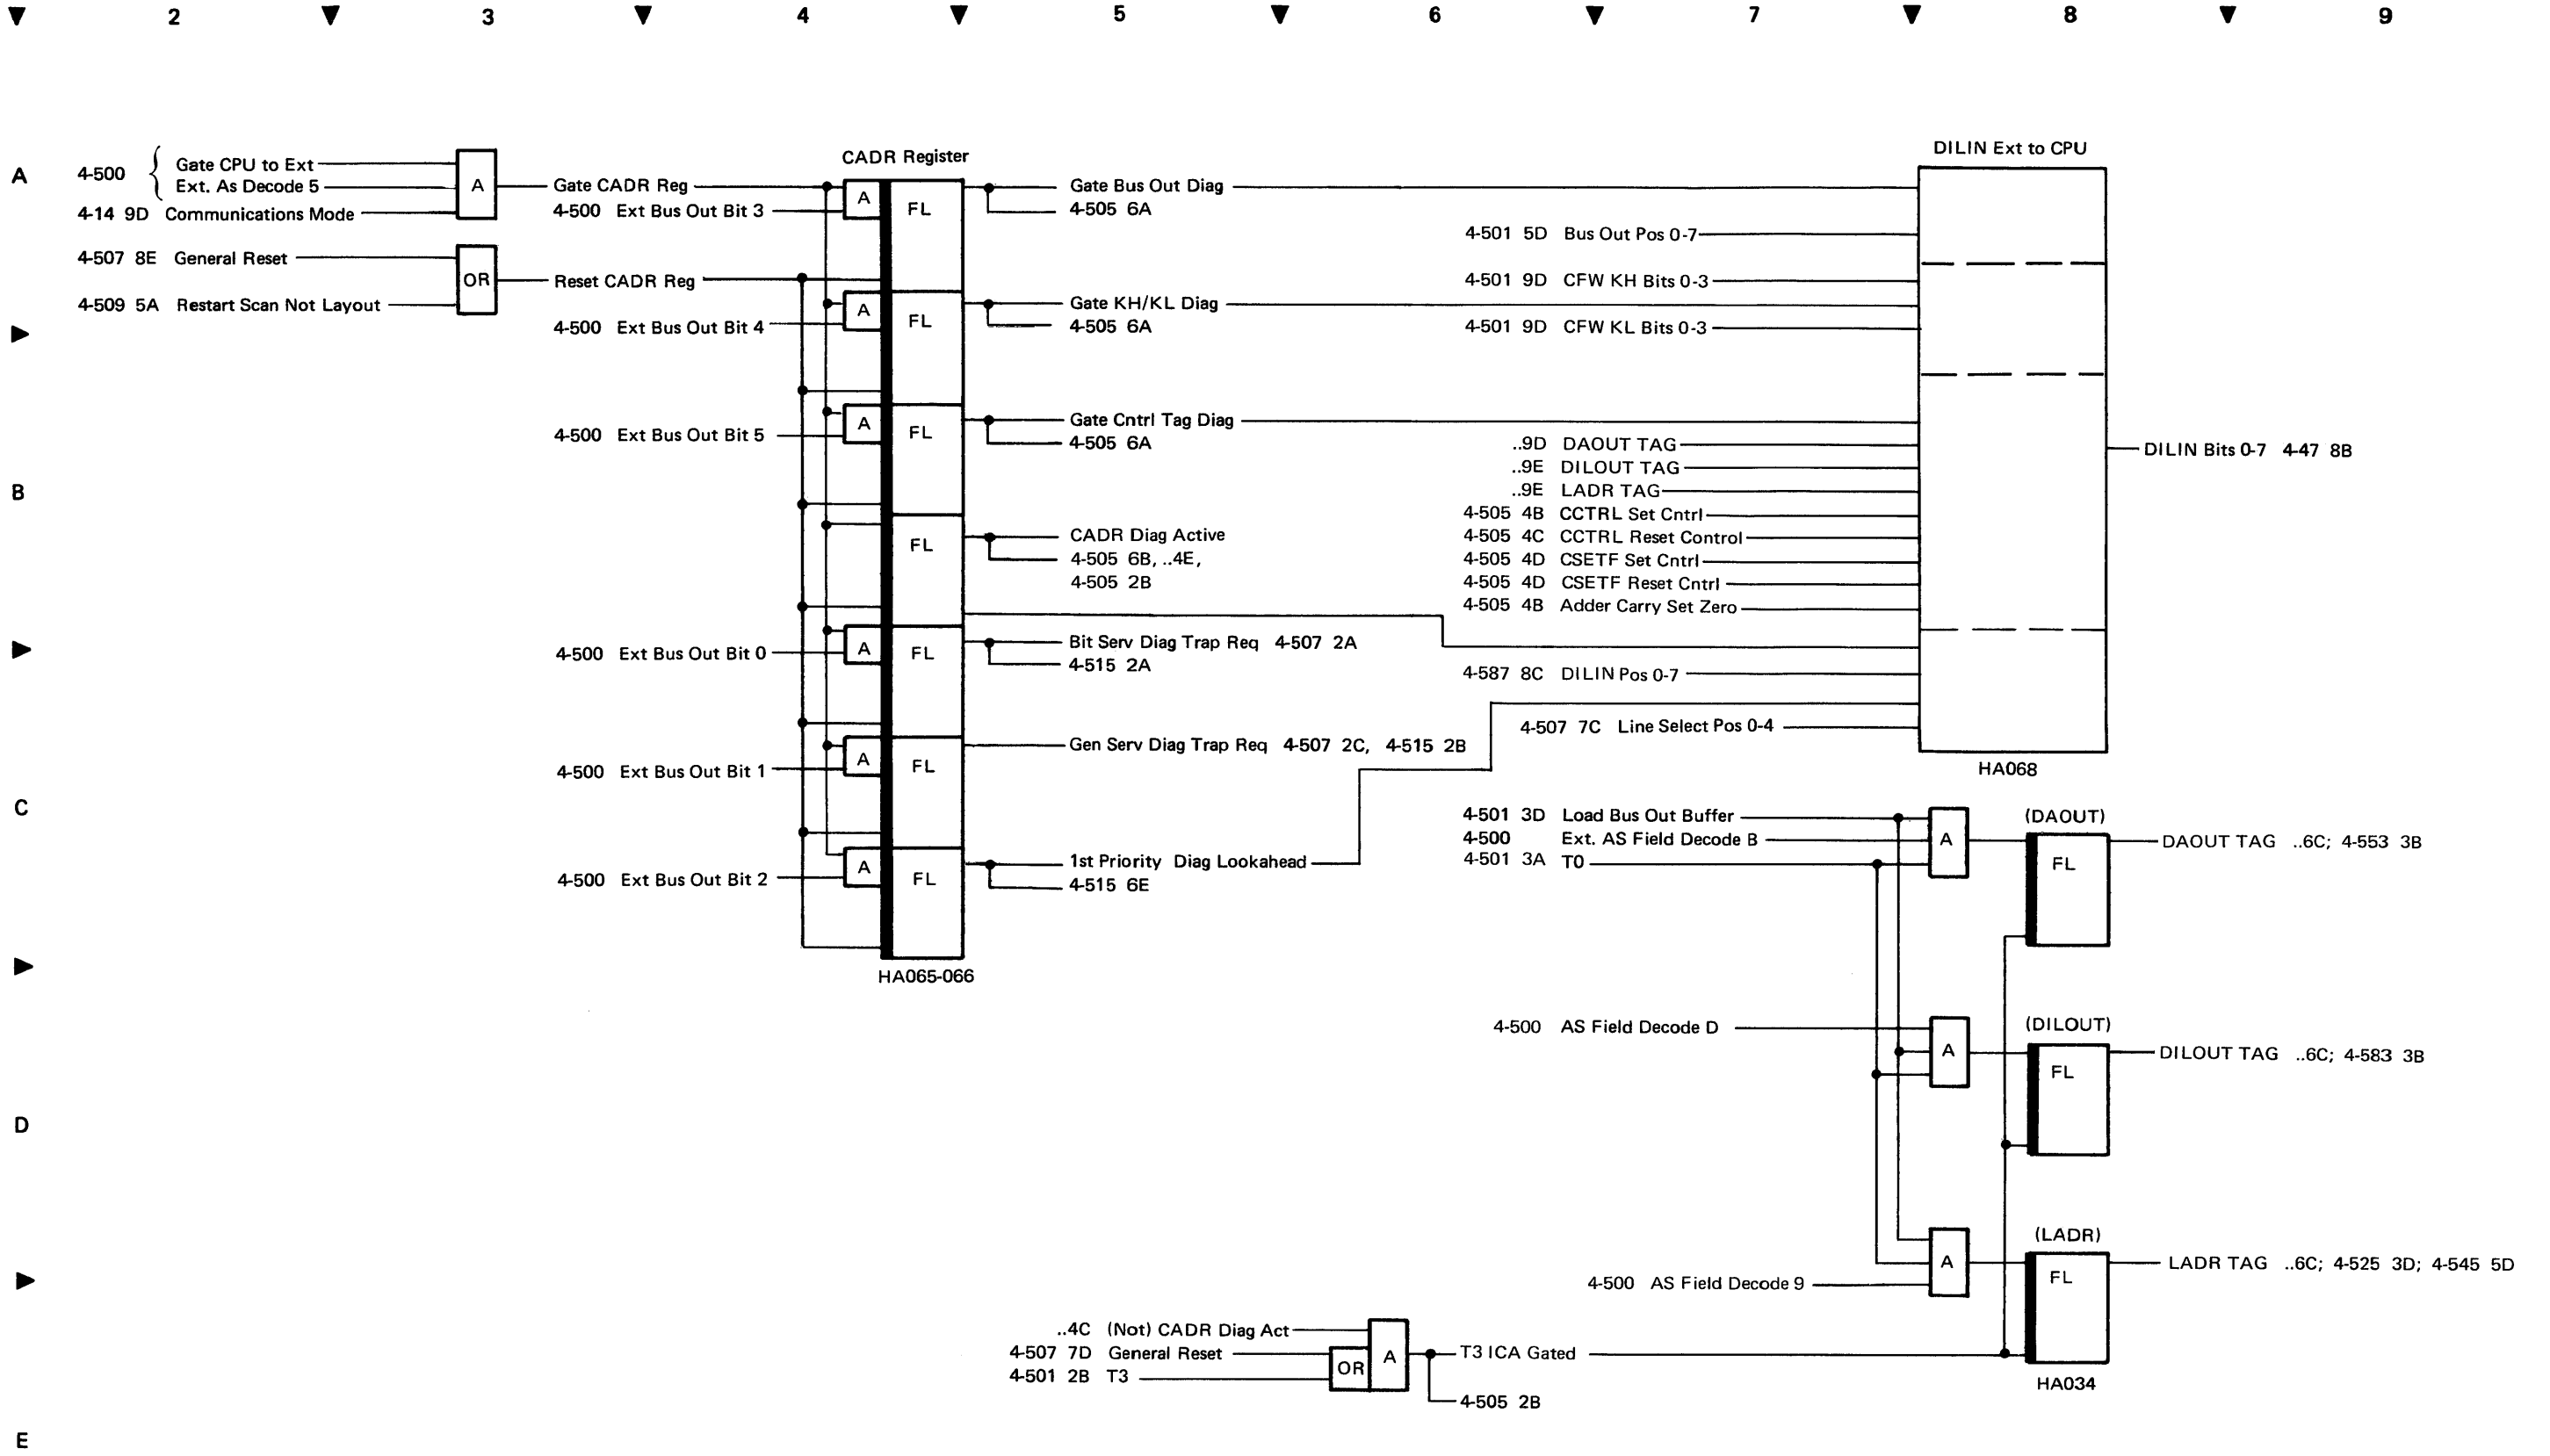 2 3 4 5 6 7 8 9
A
B
C
D
E
4-500
Gate CPU to Ext
Ext. As Decode 5
4-14 9D Communications Mode
A
4-507 8E General Reset
4-509 5A Restart Scan Not Layout
OR
Gate CADR Reg
4-500 Ext Bus Out Bit 3
Reset CADR Reg
4-500 Ext Bus Out Bit 4
4-500 Ext Bus Out Bit 5
4-500 Ext Bus Out Bit 0
4-500 Ext Bus Out Bit 1
4-500 Ext Bus Out Bit 2
CADR Register
A FL
A FL
A FL
FL
A FL
A FL
A FL
HA065-066
Gate Bus Out Diag
4-505 6A
Gate KH/KL Diag
4-505 6A
Gate Cntrl Tag Diag
4-505 6A
CADR Diag Active
4-505 6B, ..4E,
4-505 2B
Bit Serv Diag Trap Req 4-507 2A
4-515 2A
Gen Serv Diag Trap Req 4-507 2C, 4-515 2B
1st Priority Diag Lookahead
4-515 6E
DILIN Ext to CPU
4-501 5D Bus Out Pos 0-7
4-501 9D CFW KH Bits 0-3
4-501 9D CFW KL Bits 0-3
..9D DAOUT TAG
..9E DILOUT TAG
..9E LADR TAG
4-505 4B CCTRL Set Cntrl
4-505 4C CCTRL Reset Control
4-505 4D CSETF Set Cntrl
4-505 4D CSETF Reset Cntrl
4-505 4B Adder Carry Set Zero
4-587 8C DILIN Pos 0-7
4-507 7C Line Select Pos 0-4
DILIN Bits 0-7 4-47 8B
HA068
4-501 3D Load Bus Out Buffer
4-500 Ext. AS Field Decode B
4-501 3A T0
A
(DAOUT)
FL
DAOUT TAG ..6C; 4-553 3B
4-500 AS Field Decode D
A
(DILOUT)
FL
DILOUT TAG ..6C; 4-583 3B
(LADR)
A
FL
LADR TAG ..6C; 4-525 3D; 4-545 5D
4-500 AS Field Decode 9
HA034
..4C (Not) CADR Diag Act
4-507 7D General Reset
4-501 2B T3
OR
A
T3 ICA Gated
4-505 2B